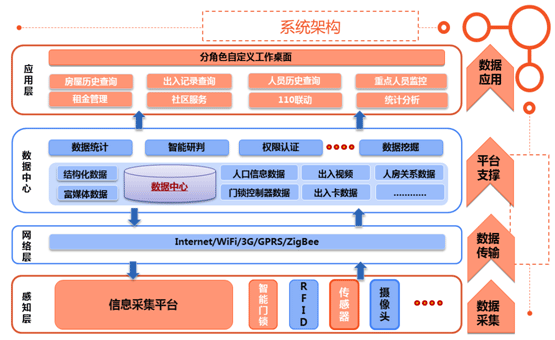 系统架构
应用层
分角色自定义工作桌面
房屋历史查询
出入记录查询
人员历史查询
重点人员监控
租金管理
社区服务
110联动
统计分析
数据应用
数据中心
数据统计
智能研判
权限认证
数据挖掘
结构化数据
富媒体数据
数据中心
人口信息数据
出入视频
人房关系数据
门锁控制器数据
出入卡数据
…………
平台支撑
网络层
Internet/WiFi/3G/GPRS/ZigBee
数据传输
感知层
信息采集平台
智能门锁
RFID
传感器
摄像头
数据采集